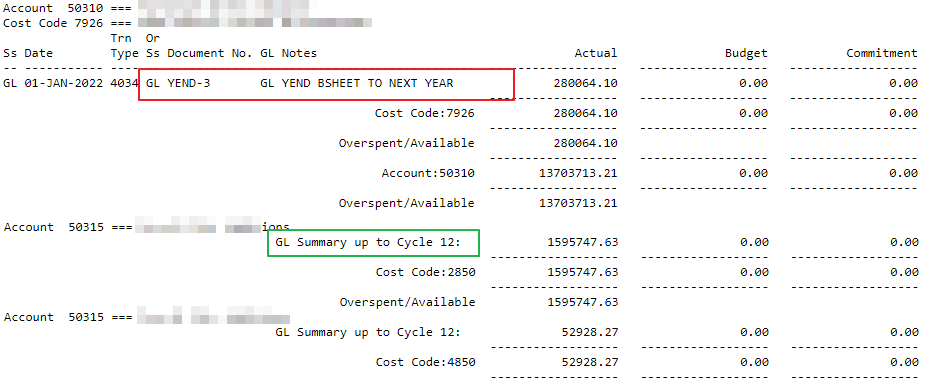 Account  50310 ===
Cost Code 7926 ===
Trn  Or
Ss Date Type Ss Document No. GL Notes Actual Budget Commitment
-- ----------- ---- -- ------------ ------------------------------ ------------------ ------------------ ------------------
GL 01-JAN-2022 4034 GL YEND-3 GL YEND BSHEET TO NEXT YEAR 280064.10 0.00 0.00
------------------ ------------------ ------------------
Cost Code:7926 280064.10 0.00 0.00
------------------ ------------------ ------------------
Overspent/Available 280064.10
------------------ ------------------ ------------------
Account:50310 13703713.21 0.00 0.00
------------------ ------------------ ------------------
Overspent/Available 13703713.21
Account  50315 === ions
GL Summary up to Cycle 12: 1595747.63 0.00 0.00
------------------ ------------------ ------------------
Cost Code:2850 1595747.63 0.00 0.00
------------------ ------------------ ------------------
Overspent/Available 1595747.63
Account  50315 ===
GL Summary up to Cycle 12: 52928.27 0.00 0.00
------------------ ------------------ ------------------
Cost Code:4850 52928.27 0.00 0.00
------------------ ------------------ ------------------